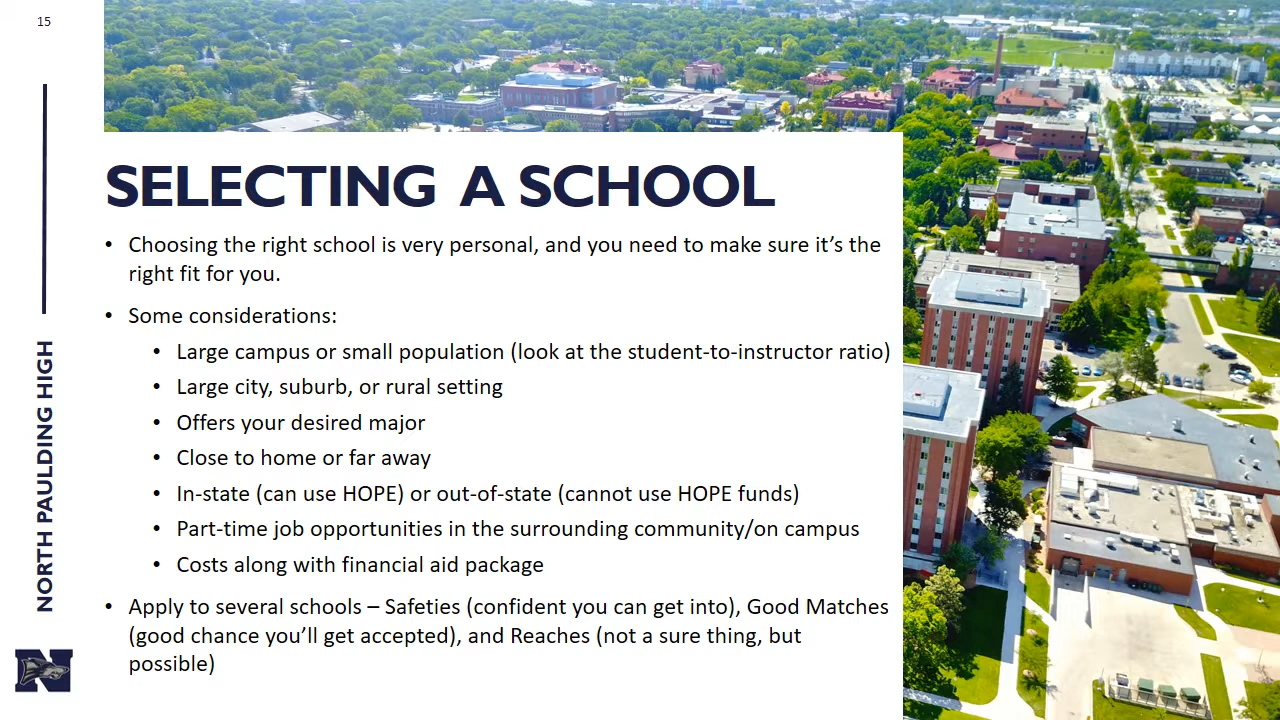 15
SELECTING A SCHOOL
• Choosing the right school is very personal, and you need to make sure it’s the
right fit for you.
• Some considerations:
• Large campus or small population (look at the student-to-instructor ratio)
• Large city, suburb, or rural setting
• Offers your desired major
• Close to home or far away
• In-state (can use HOPE) or out-of-state (cannot use HOPE funds)
• Part-time job opportunities in the surrounding community/on campus
• Costs along with financial aid package
• Apply to several schools – Safeties (confident you can get into), Good Matches
(good chance you’ll get accepted), and Reaches (not a sure thing, but
possible)
NORTH PAULDING HIGH
N